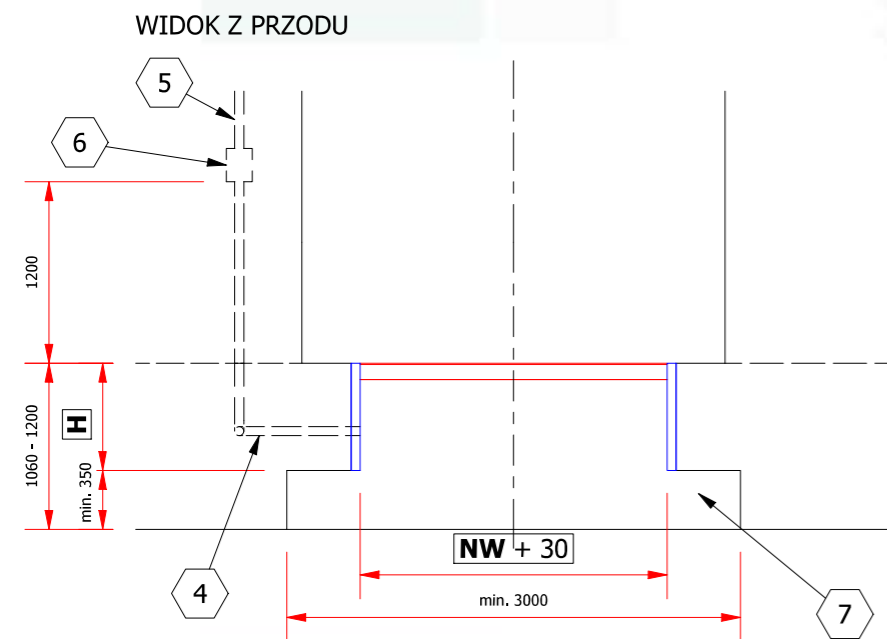 WIDOK Z PRZODU
5
6
1200
1060 - 1200
H
min. 350
NW + 30
min. 3000
4
7